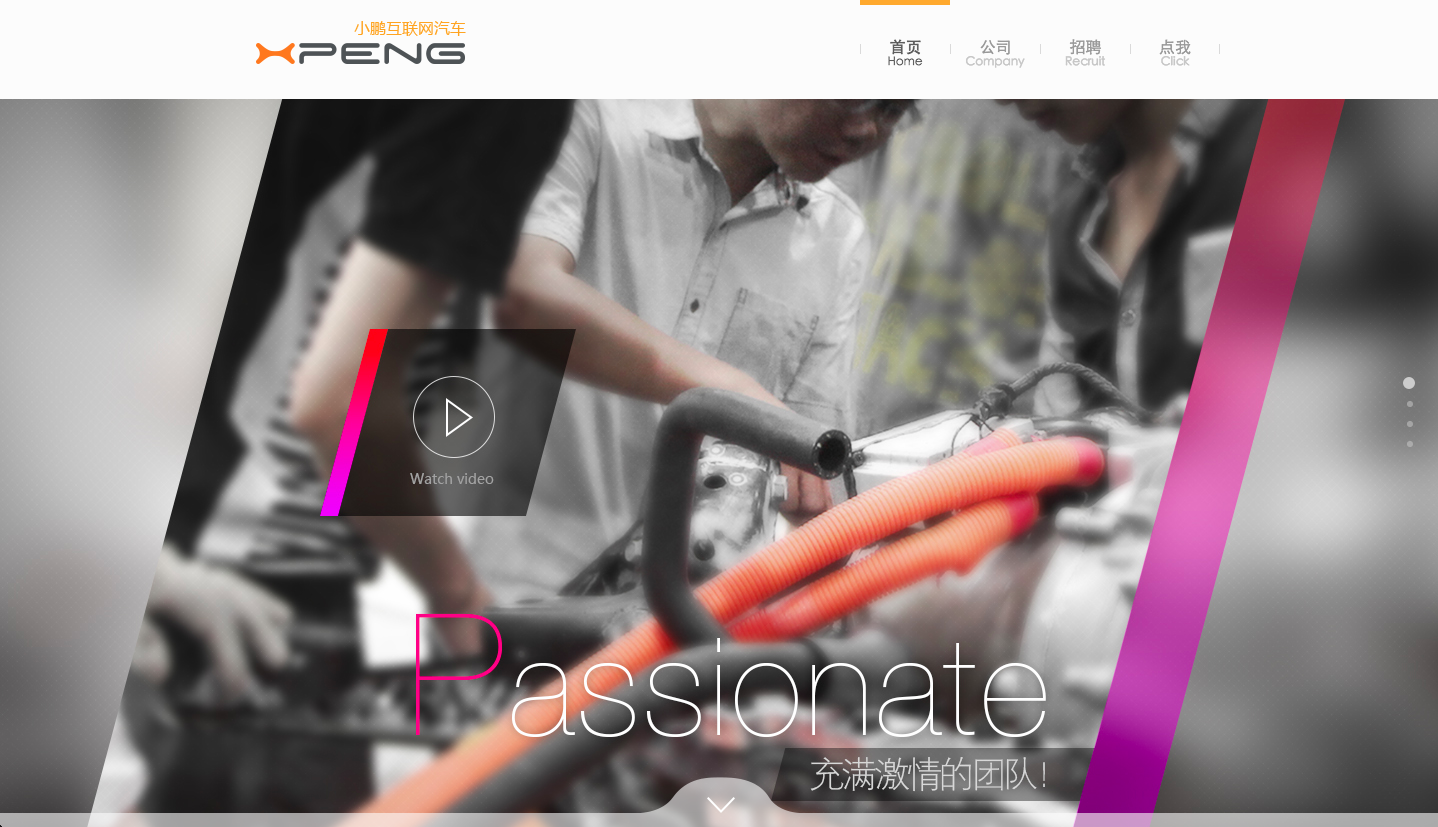 小鹏互联网汽车
XPENG
首页
Home
公司
Company
招聘
Recruit
点我
Click
Watch video
Passionate
充满激情的团队!